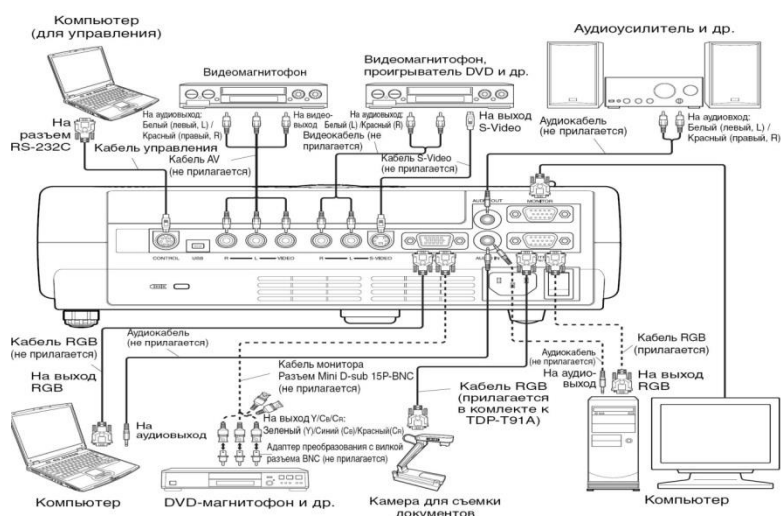 Компьютер
(для управления)
Видеомагнитофон
Видеомагнитофон,
проигрыватель DVD и др.
Аудиоусилитель и др.
На
разъем
RS-232C
На аудиовыход:
Белый (левый, L) /
Красный (правый, R)
На видео-
выход
На аудиовыход:
Белый (L) /Красный (R)
На выход
S-Video
Аудиокабель
(не прилагается)
На аудиовход:
Белый (левый, L) /
Красный (правый, R)
Кабель управления
Кабель AV
(не прилагается)
Видеокабель (не
прилагается)
Кабель S-Video
(не прилагается)
AUDIO OUT
MONITOR
CONTROL
USB
R
L
VIDEO
R
L
S-VIDEO
AUDIO IN
Кабель RGB
(не прилагается)
На выход
RGB
Аудиокабель
(не прилагается)
На
аудиовыход
Кабель монитора
Разъем Mini D-sub 15P-BNC
(не прилагается)
На выход Y/CB/CR:
Зеленый (Y)/Синий (CB)/Красный(CR)
Адаптер преобразования с вилкой
разъема BNC (не прилагается)
Кабель RGB
(прилагается
в комлекте к
TDP-T91A)
Аудиокабель
(не прилагается)
На аудио-
выход
Кабель RGB
(прилагается)
На выход
RGB
Компьютер
DVD-магнитофон и др.
Камера для съемки
документов
Компьютер